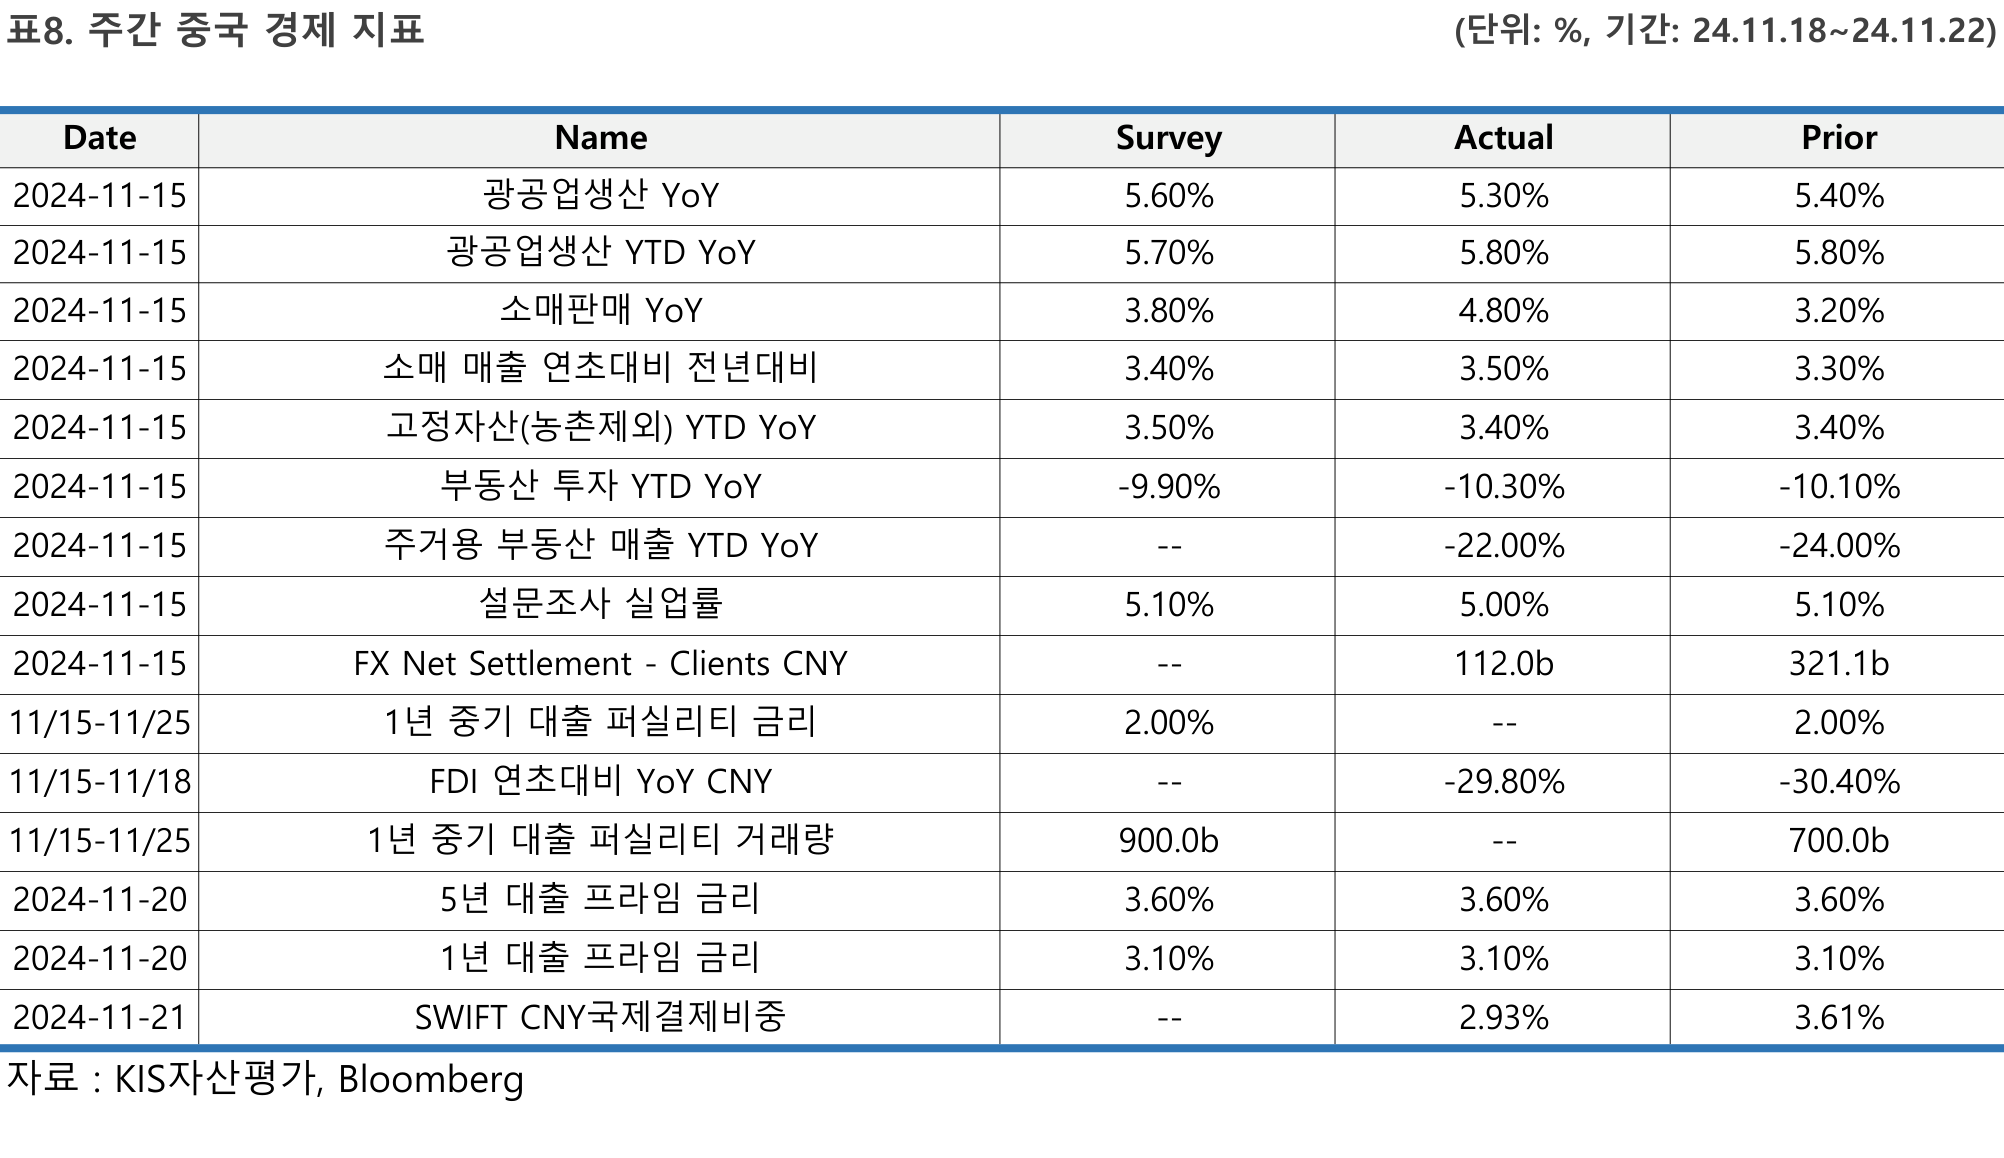 표8. 주간 중국 경제 지표 (단위: %, 기간: 24.11.18~24.11.22)
Date Name Survey Actual Prior
2024-11-15 광공업생산 YoY 5.60% 5.30% 5.40%
2024-11-15 광공업생산 YTD YoY 5.70% 5.80% 5.80%
2024-11-15 소매판매 YoY 3.80% 4.80% 3.20%
2024-11-15 소매 매출 연초대비 전년대비 3.40% 3.50% 3.30%
2024-11-15 고정자산(농촌제외) YTD YoY 3.50% 3.40% 3.40%
2024-11-15 부동산 투자 YTD YoY -9.90% -10.30% -10.10%
2024-11-15 주거용 부동산 매출 YTD YoY -- -22.00% -24.00%
2024-11-15 설문조사 실업률 5.10% 5.00% 5.10%
2024-11-15 FX Net Settlement - Clients CNY -- 112.0b 321.1b
11/15-11/25 1년 중기 대출 퍼실리티 금리 2.00% -- 2.00%
11/15-11/18 FDI 연초대비 YoY CNY -- -29.80% -30.40%
11/15-11/25 1년 중기 대출 퍼실리티 거래량 900.0b -- 700.0b
2024-11-20 5년 대출 프라임 금리 3.60% 3.60% 3.60%
2024-11-20 1년 대출 프라임 금리 3.10% 3.10% 3.10%
2024-11-21 SWIFT CNY국제결제비중 -- 2.93% 3.61%
자료 : KIS자산평가, Bloomberg